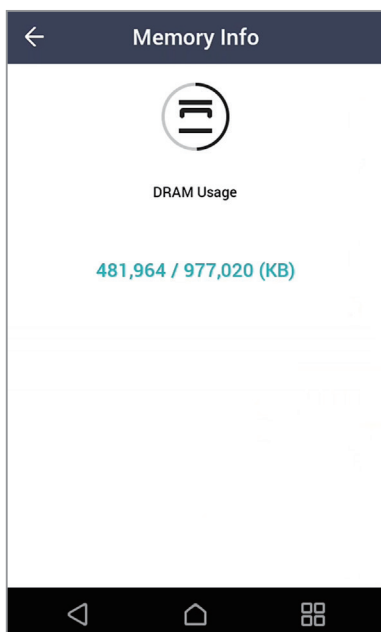 Memory Info
DRAM Usage
481,964 / 977,020 (KB)